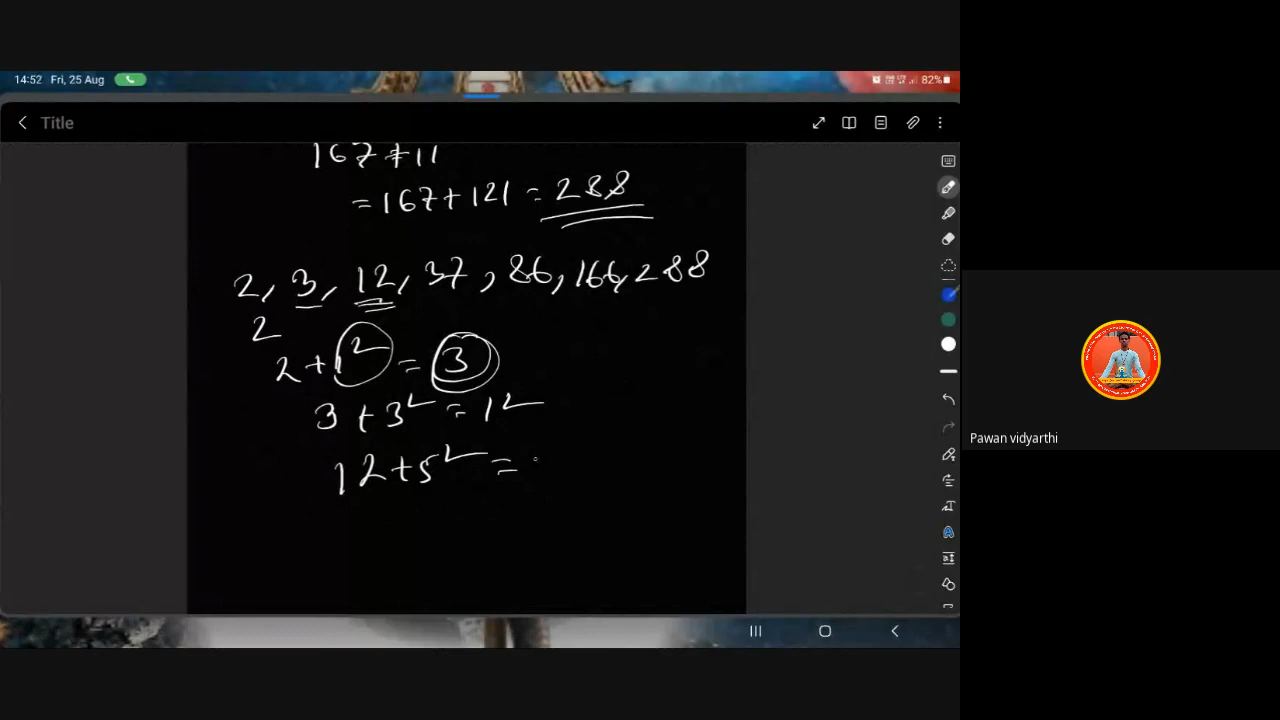 14:52 Fri, 25 Aug
82%
Title
167+11
=167+121=288
2, 3, 12, 37, 86, 166, 288
2
2+1²=3
3+3²=12
12+5²=
Pawan vidyarthi